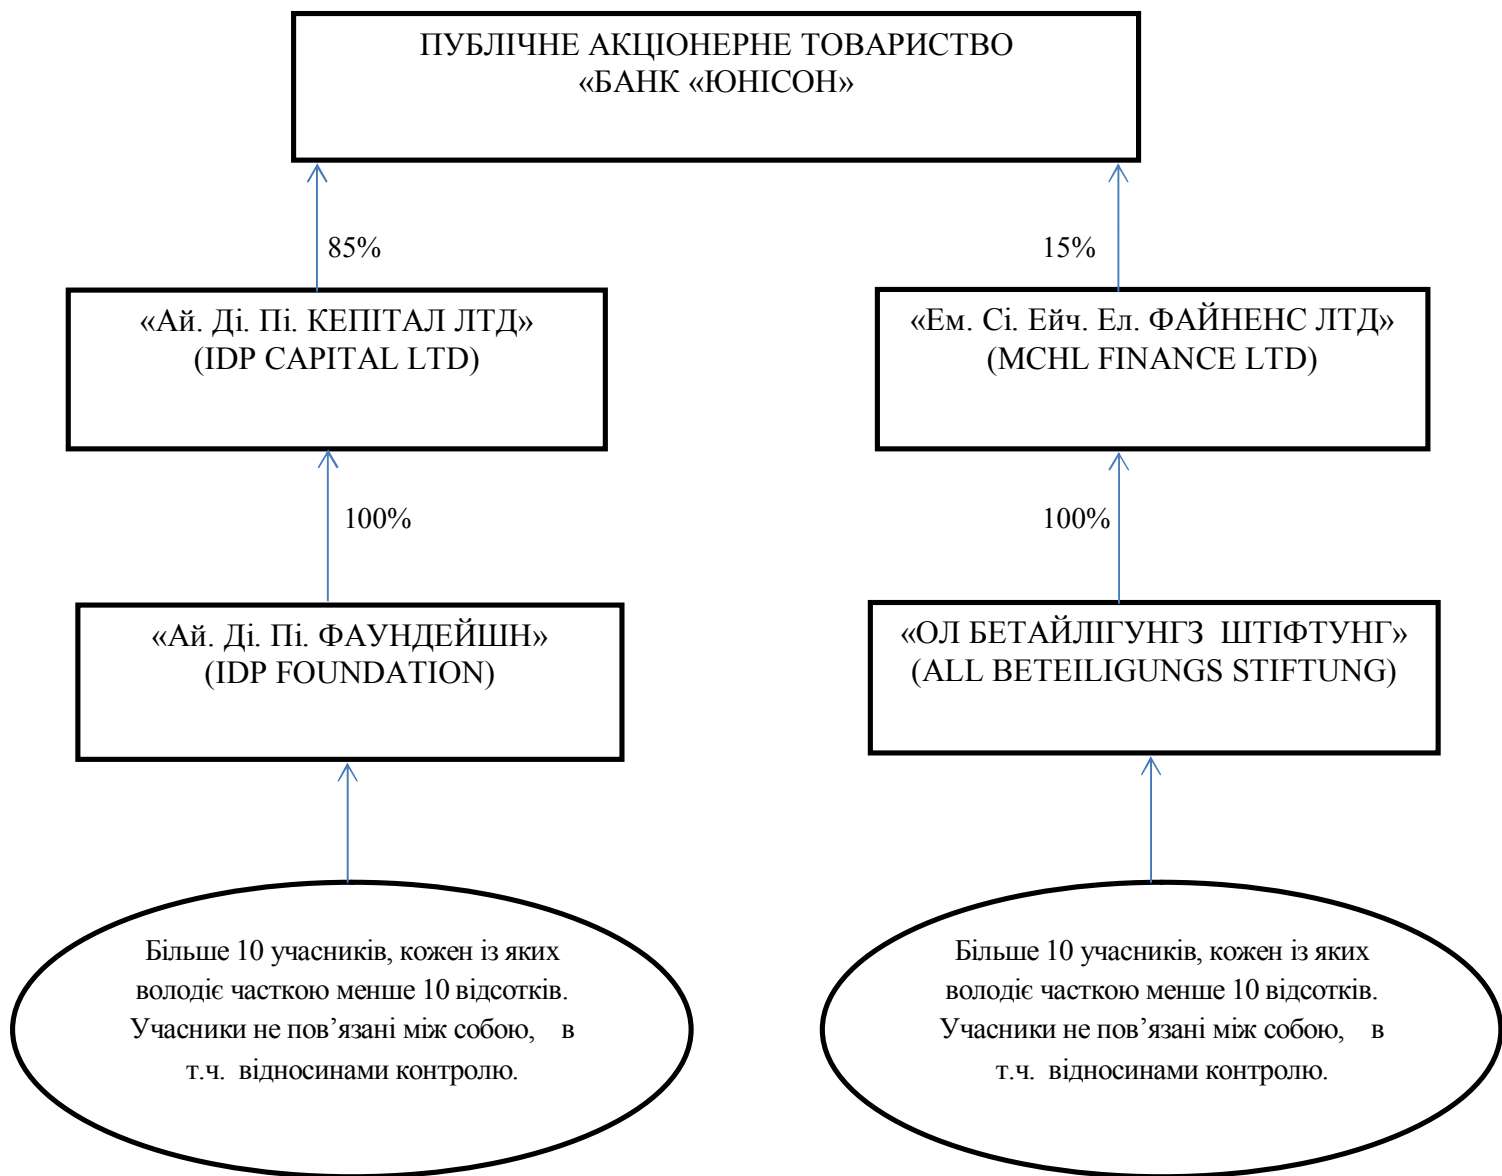 ПУБЛІЧНЕ АКЦІОНЕРНЕ ТОВАРИСТВО
«БАНК «ЮНІСОН»
85%
15%
«Ай. Ді. Пі. КЕПІТАЛ ЛТД»
(IDP CAPITAL LTD)
«Ем. Сі. Ейч. Ел. ФАЙНЕНС ЛТД»
(MCHL FINANCE LTD)
100%
100%
«Ай. Ді. Пі. ФАУНДЕЙШН»
(IDP FOUNDATION)
«ОЛ БЕТАЙЛІГУНГЗ ШТІФТУНГ»
(ALL BETEILIGUNGS STIFTUNG)
Більше 10 учасників, кожен із яких
володіє часткою менше 10 відсотків.
Учасники не пов’язані між собою, в
т.ч. відносинами контролю.
Більше 10 учасників, кожен із яких
володіє часткою менше 10 відсотків.
Учасники не пов’язані між собою, в
т.ч. відносинами контролю.